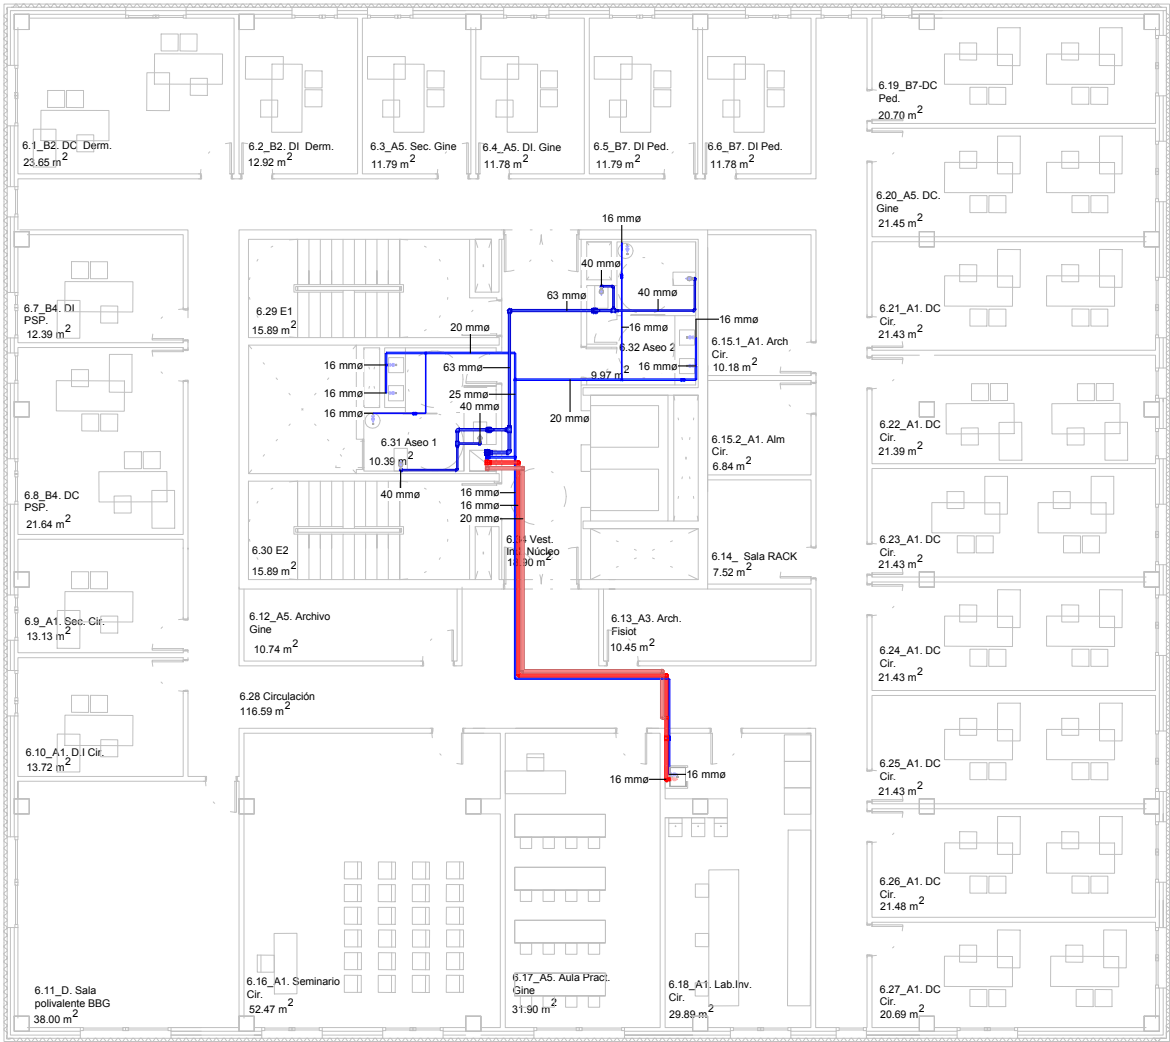 6.1_B2. DC Derm.
23.65 m2
6.2_B2. DI Derm.
12.92 m2
6.3_A5. Sec. Gine
11.79 m2
6.4_A5. DI. Gine
11.78 m2
6.5_B7. DI Ped.
11.79 m2
6.6_B7. DI Ped.
11.78 m2
6.19_B7-DC
Ped.
20.70 m2
6.20_A5. DC.
Gine
21.45 m2
16 mmø
40 mmø
63 mmø
40 mmø
16 mmø
16 mmø
6.32 Aseo 2
9.97 m2
16 mmø
20 mmø
6.7_B4. DI
PSP.
12.39 m2
6.29 E1
15.89 m2
20 mmø
16 mmø
63 mmø
16 mmø
25 mmø
16 mmø
40 mmø
6.31 Aseo 1
10.39 m2
40 mmø
6.15.1_A1. Arch
Cir.
10.18 m2
6.21_A1. DC
Cir.
21.43 m2
6.22_A1. DC
Cir.
21.39 m2
6.15.2_A1. Alm
Cir.
6.84 m2
6.8_B4. DC
PSP.
21.64 m2
16 mmø
16 mmø
20 mmø
6.30 E2
15.89 m2
6.34 Vest.
Ind. Núcleo
18.90 m2
6.14_ Sala RACK
7.52 m2
6.23_A1. DC
Cir.
21.43 m2
6.9_A1. Sec. Cir.
13.13 m2
6.12_A5. Archivo
Gine
10.74 m2
6.13_A3. Arch.
Fisiot
10.45 m2
6.24_A1. DC
Cir.
21.43 m2
6.28 Circulación
116.59 m2
6.10_A1. D.I Cir.
13.72 m2
16 mmø
16 mmø
6.25_A1. DC
Cir.
21.43 m2
6.26_A1. DC
Cir.
21.48 m2
6.11_D. Sala
polivalente BBG
38.00 m2
6.16_A1. Seminario
Cir.
52.47 m2
6.17_A5. Aula Pract.
Gine
31.90 m2
6.18_A1. Lab.Inv.
Cir.
29.89 m2
6.27_A1. DC
Cir.
20.69 m2